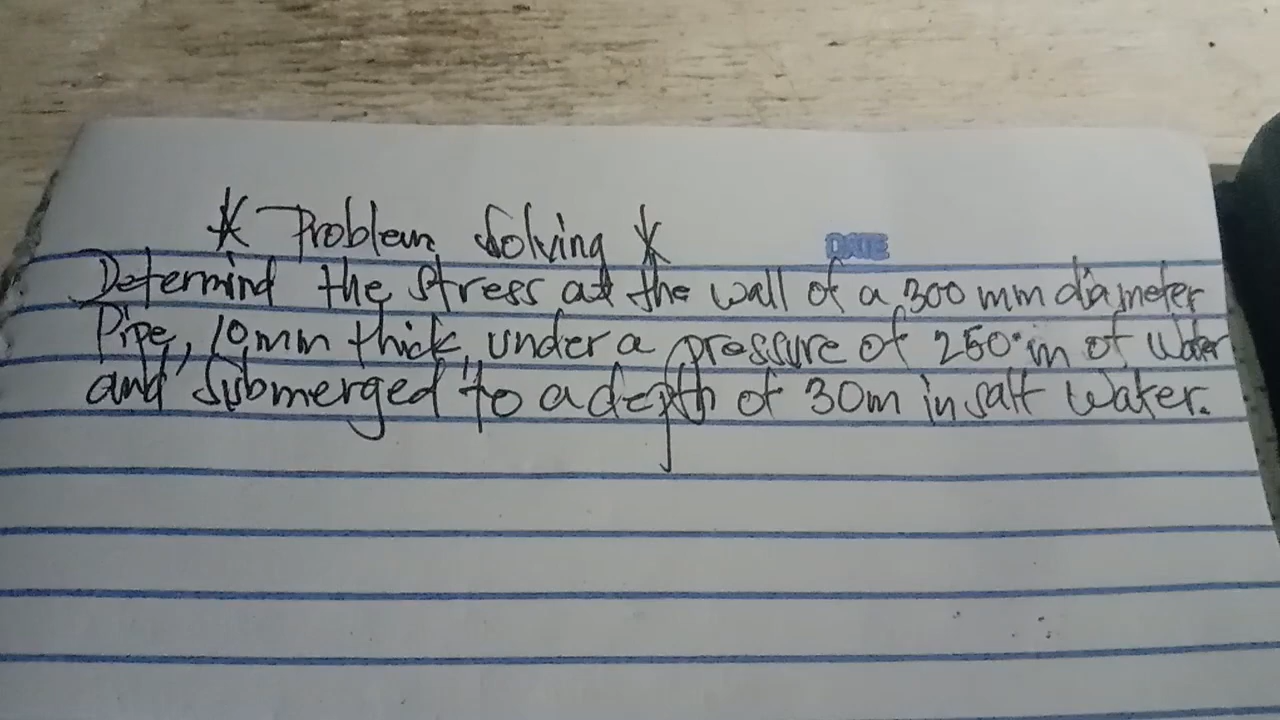 * Problem Solving *
DATE
Determind the stress at the wall of a 300 mm diameter
Pipe, 10mm thick, under a pressure of 250 m of Water
and submerged to a depth of 30m in salt water.